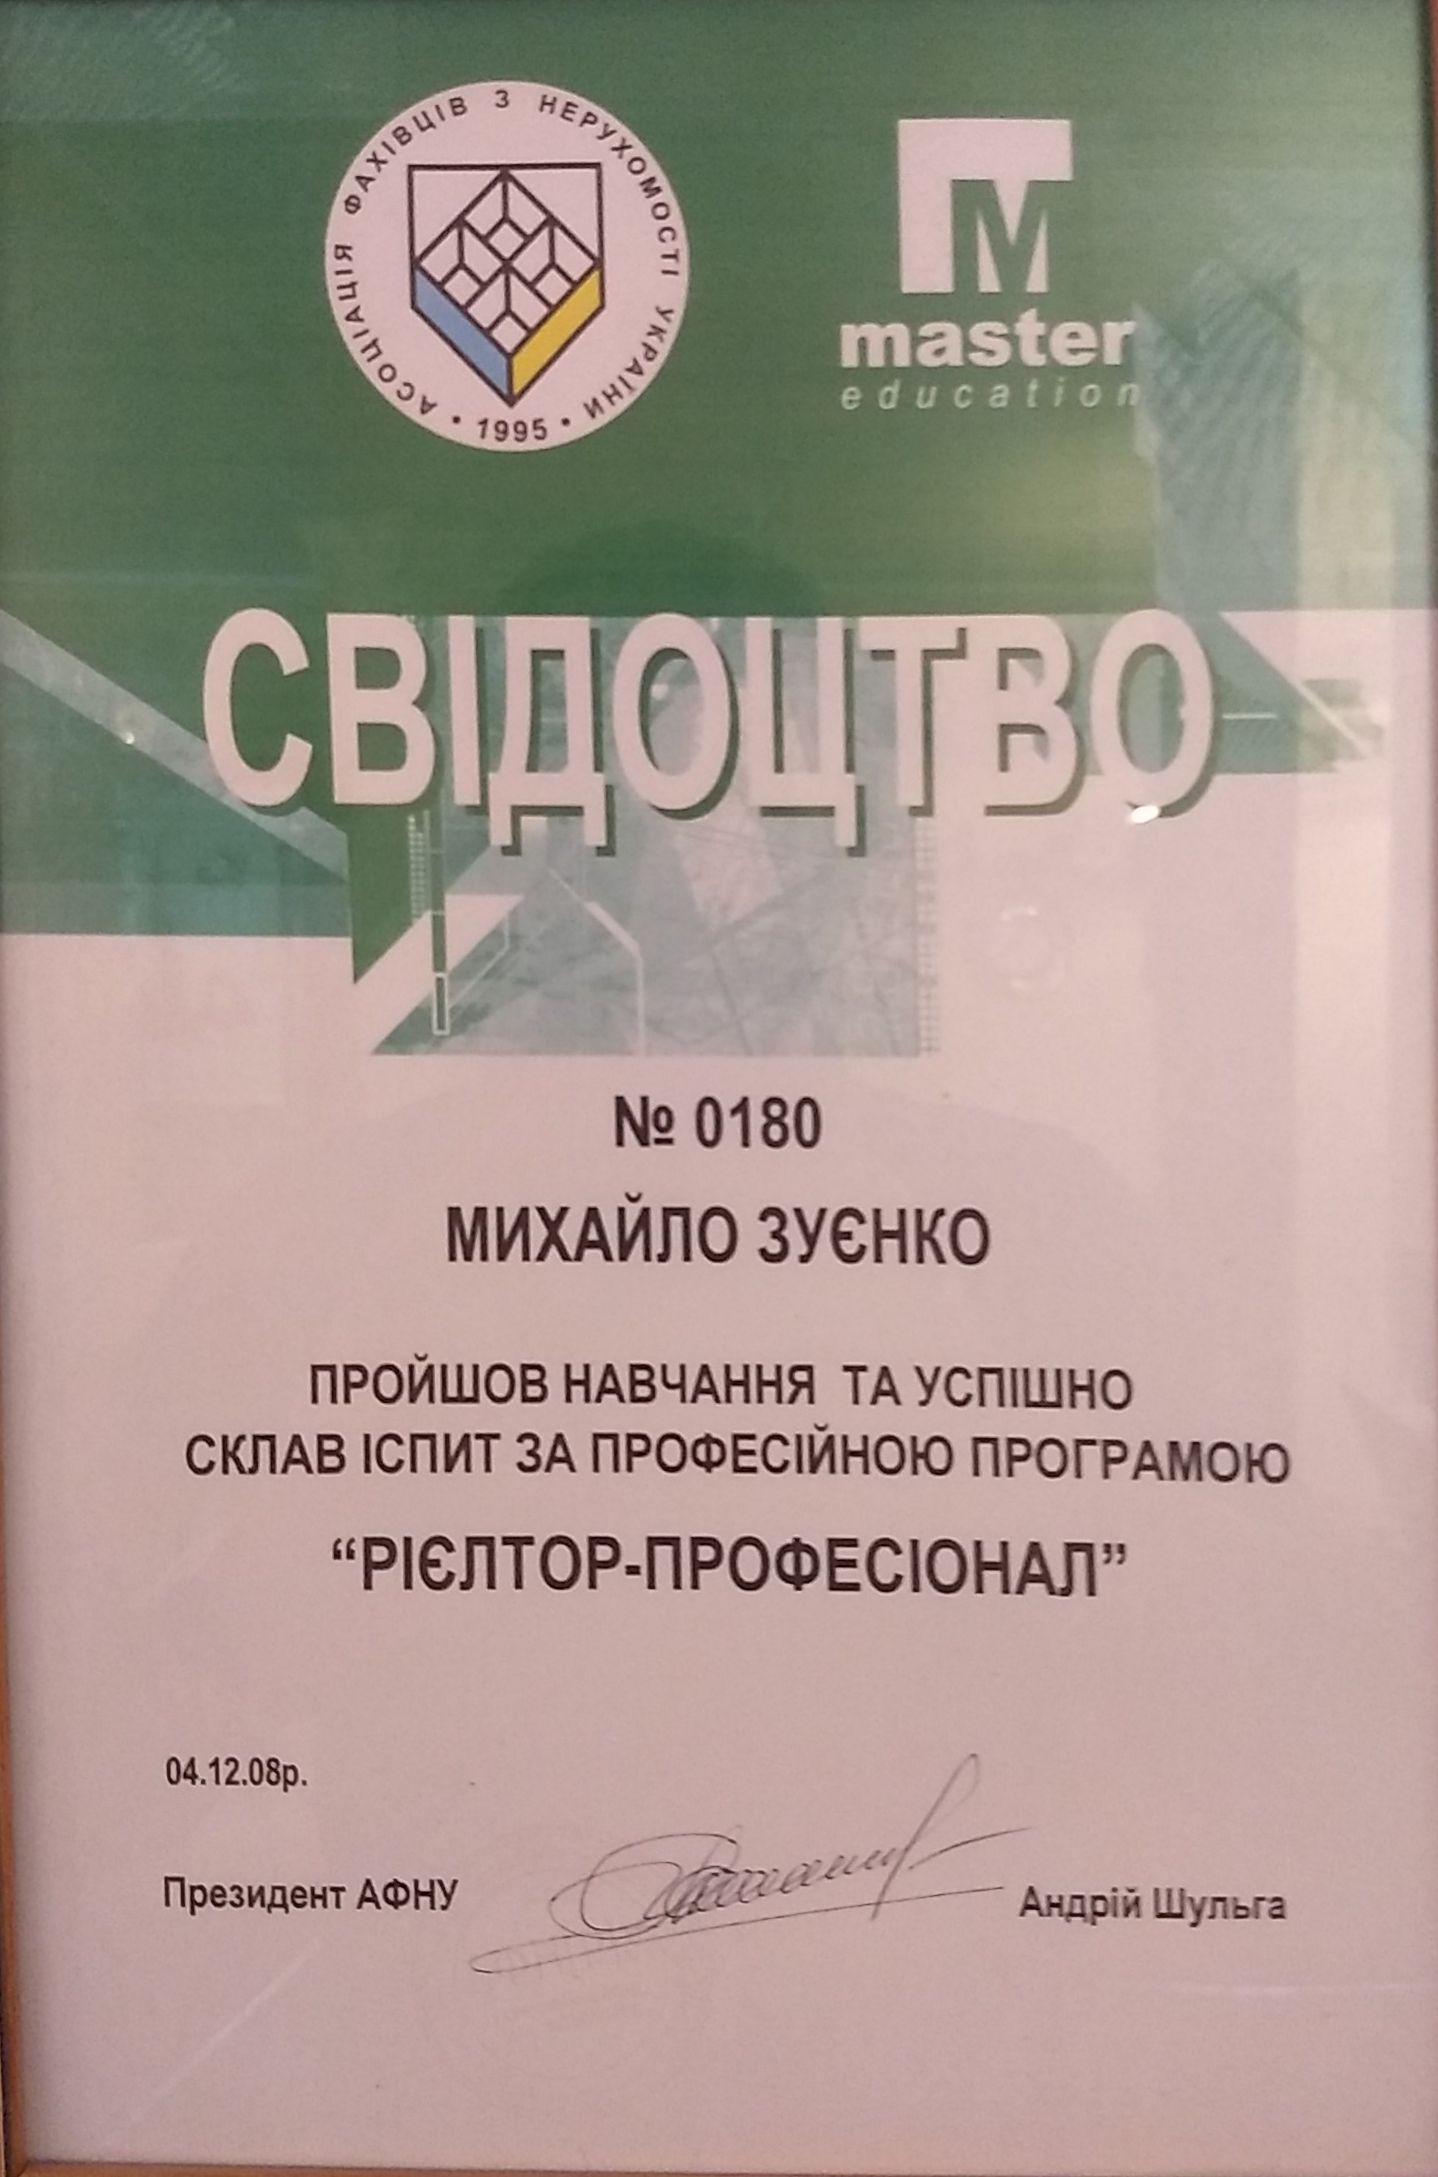 АСОЦІАЦІЯ ФАХІВЦІВ З НЕРУХОМОСТІ УКРАЇНИ
• 1995 •
M
master
education
СВІДОЦТВО
№ 0180
МИХАЙЛО ЗУЄНКО
ПРОЙШОВ НАВЧАННЯ ТА УСПІШНО
СКЛАВ ІСПИТ ЗА ПРОФЕСІЙНОЮ ПРОГРАМОЮ
“РІЄЛТОР-ПРОФЕСІОНАЛ”
04.12.08р.
Президент АФНУ Андрій Шульга